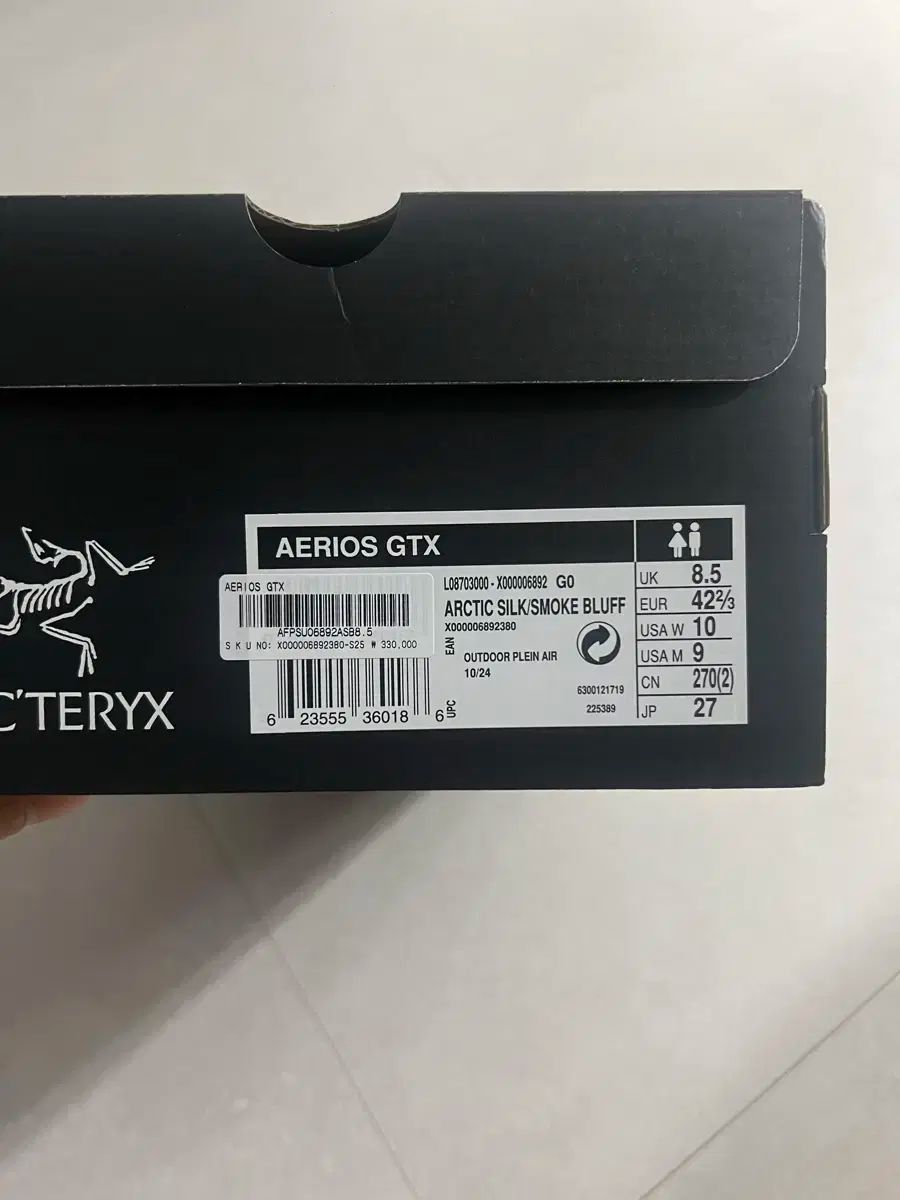 C'TERYX
AERIOS GTX
AERIOS GTX
AFPSU06892ASB8.5
SKU NO: X000006892380-S25 ₩ 330,000
6 23555 36018 6
UPC
EAN
L08703000 - X000006892 G0
ARCTIC SILK/SMOKE BLUFF
X000006892380
OUTDOOR PLEIN AIR
10/24
6300121719
225389
UK 8.5
EUR 42⅔
USA W 10
USA M 9
CN 270(2)
JP 27